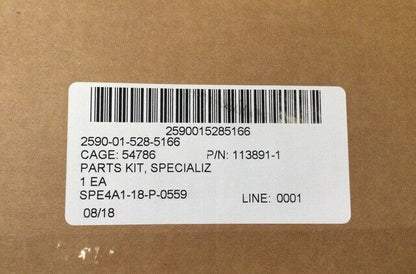 2590015285166
2590-01-528-5166
CAGE: 54786 P/N: 113891-1
PARTS KIT, SPECIALIZ
1 EA
SPE4A1-18-P-0559 LINE: 0001
08/18